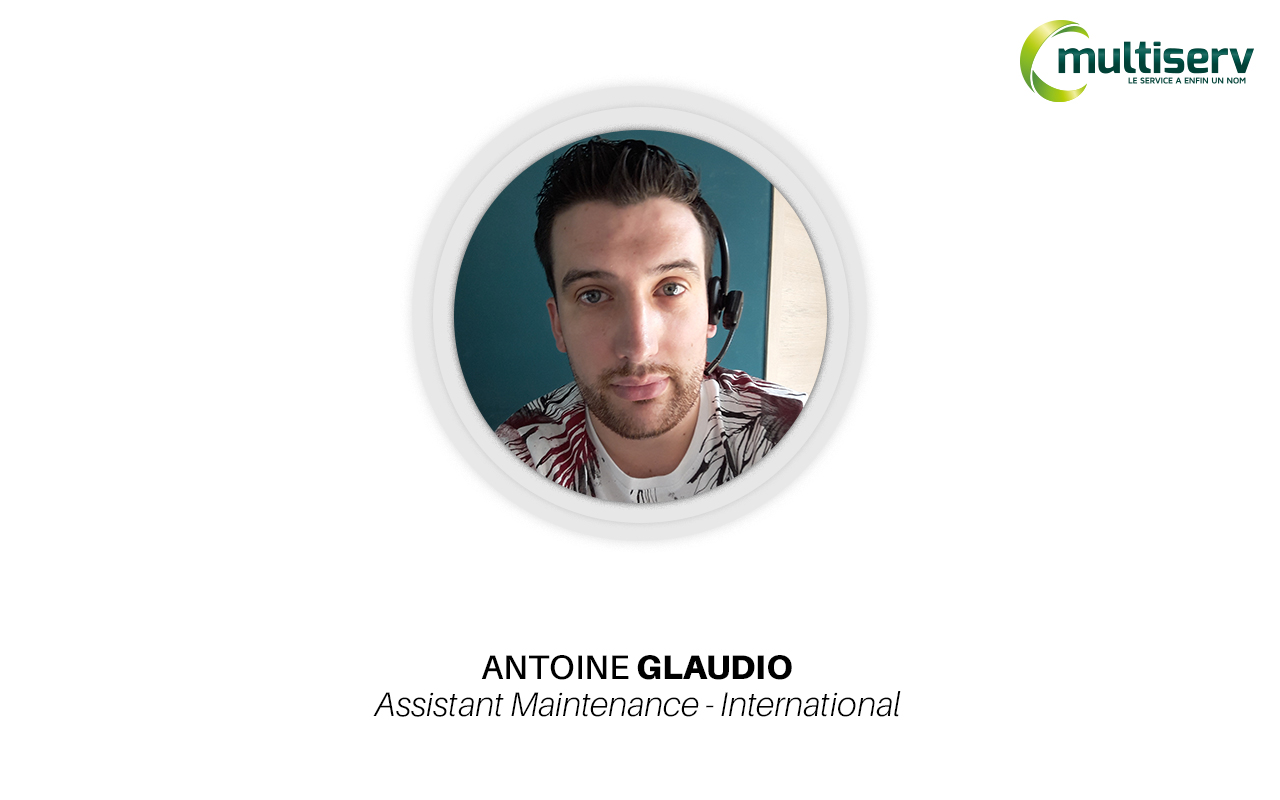 multiserv
LE SERVICE A ENFIN UN NOM
ANTOINE GLAUDIO
Assistant Maintenance - International